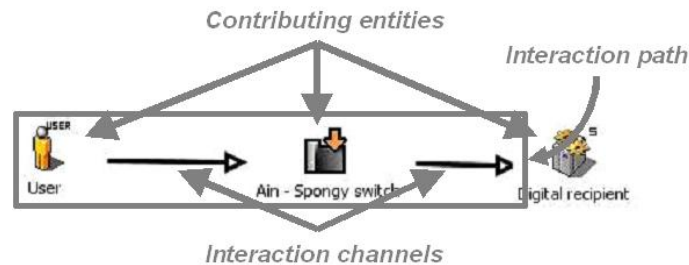 Contributing entities
Interaction path
USER
S
User
Ain - Spongy switch
Digital recipient
Interaction channels